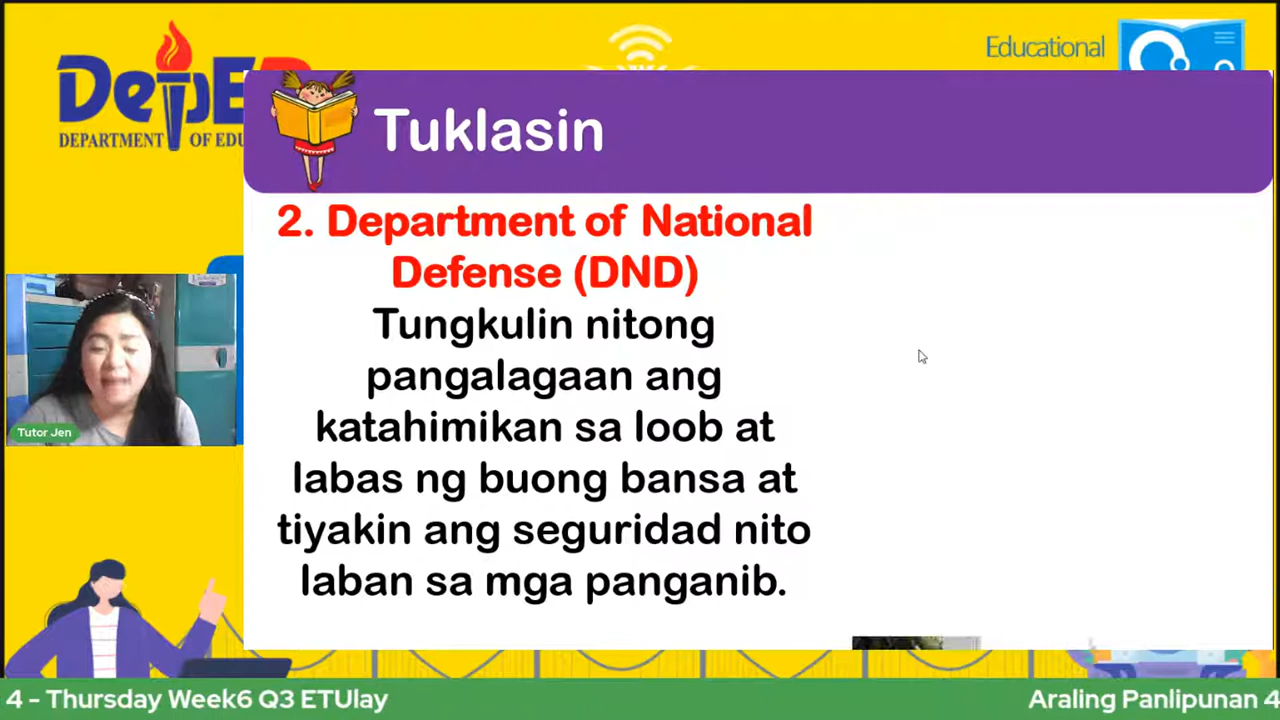 DepED
DEPARTMENT OF EDU
Educational
Tuklasin
2. Department of National
Defense (DND)
Tungkulin nitong
pangalagaan ang
katahimikan sa loob at
labas ng buong bansa at
tiyakin ang seguridad nito
laban sa mga panganib.
Tutor Jen
4 - Thursday Week6 Q3 ETUlay
Araling Panlipunan 4